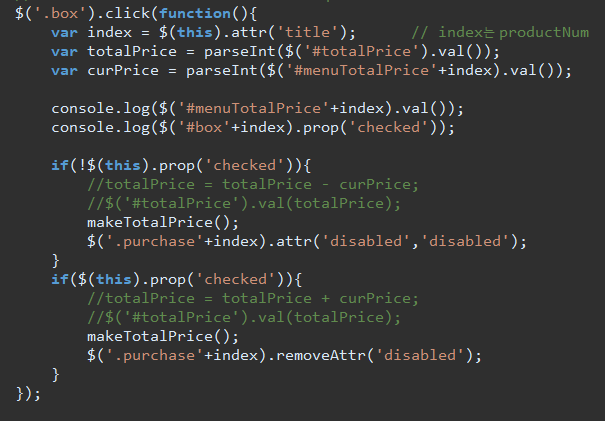 $('.box').click(function(){
    var index = $(this).attr('title');      // index는 productNum
    var totalPrice = parseInt($('#totalPrice').val());
    var curPrice = parseInt($('#menuTotalPrice'+index).val());

    console.log($('#menuTotalPrice'+index).val());
    console.log($('#box'+index).prop('checked'));

    if(!$(this).prop('checked')){
        //totalPrice = totalPrice - curPrice;
        //$('#totalPrice').val(totalPrice);
        makeTotalPrice();
        $('.purchase'+index).attr('disabled','disabled');
    }
    if($(this).prop('checked')){
        //totalPrice = totalPrice + curPrice;
        //$('#totalPrice').val(totalPrice);
        makeTotalPrice();
        $('.purchase'+index).removeAttr('disabled');
    }
});